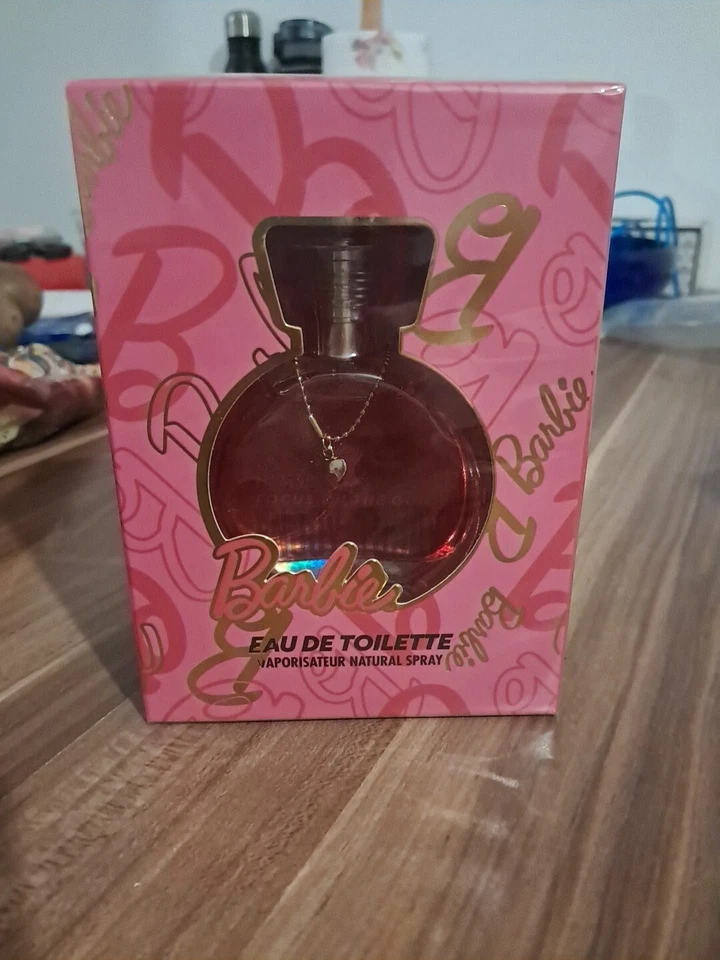 Barbie
Barbie
Barbie
EAU DE TOILETTE
VAPORISATEUR NATURAL SPRAY
Barbie